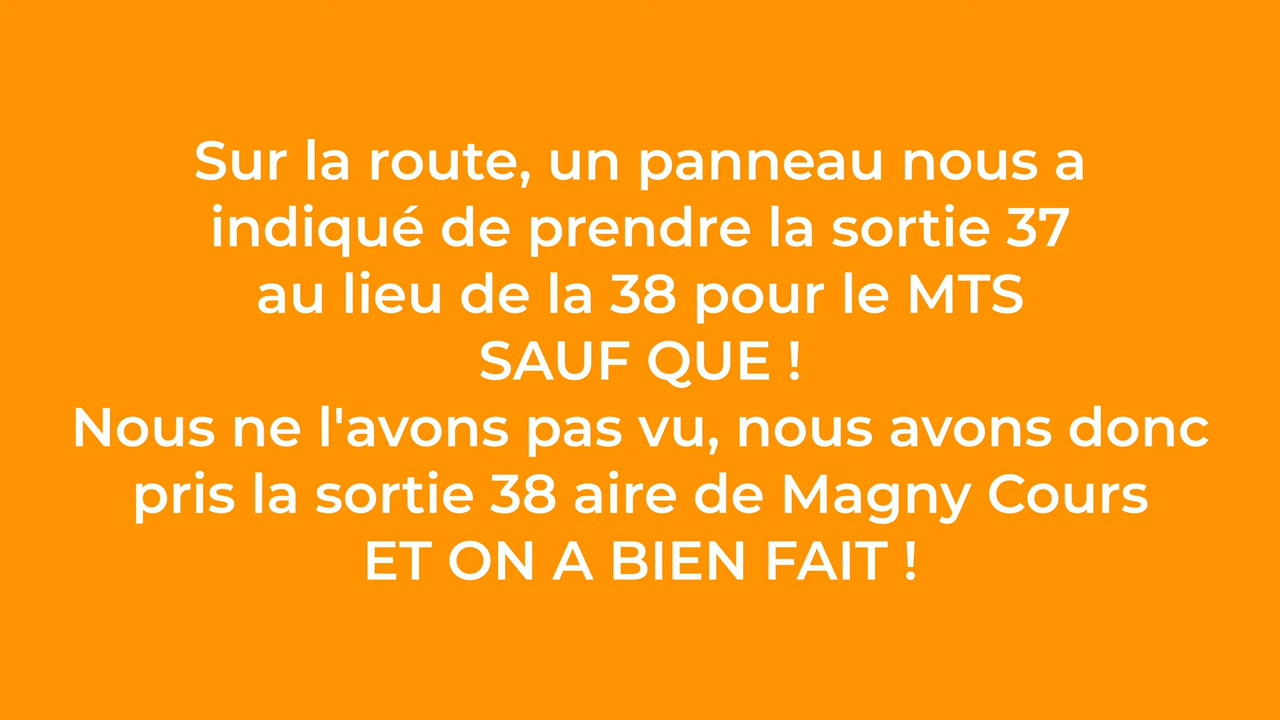 Sur la route, un panneau nous a
indiqué de prendre la sortie 37
au lieu de la 38 pour le MTS
SAUF QUE !
Nous ne l'avons pas vu, nous avons donc
pris la sortie 38 aire de Magny Cours
ET ON A BIEN FAIT !